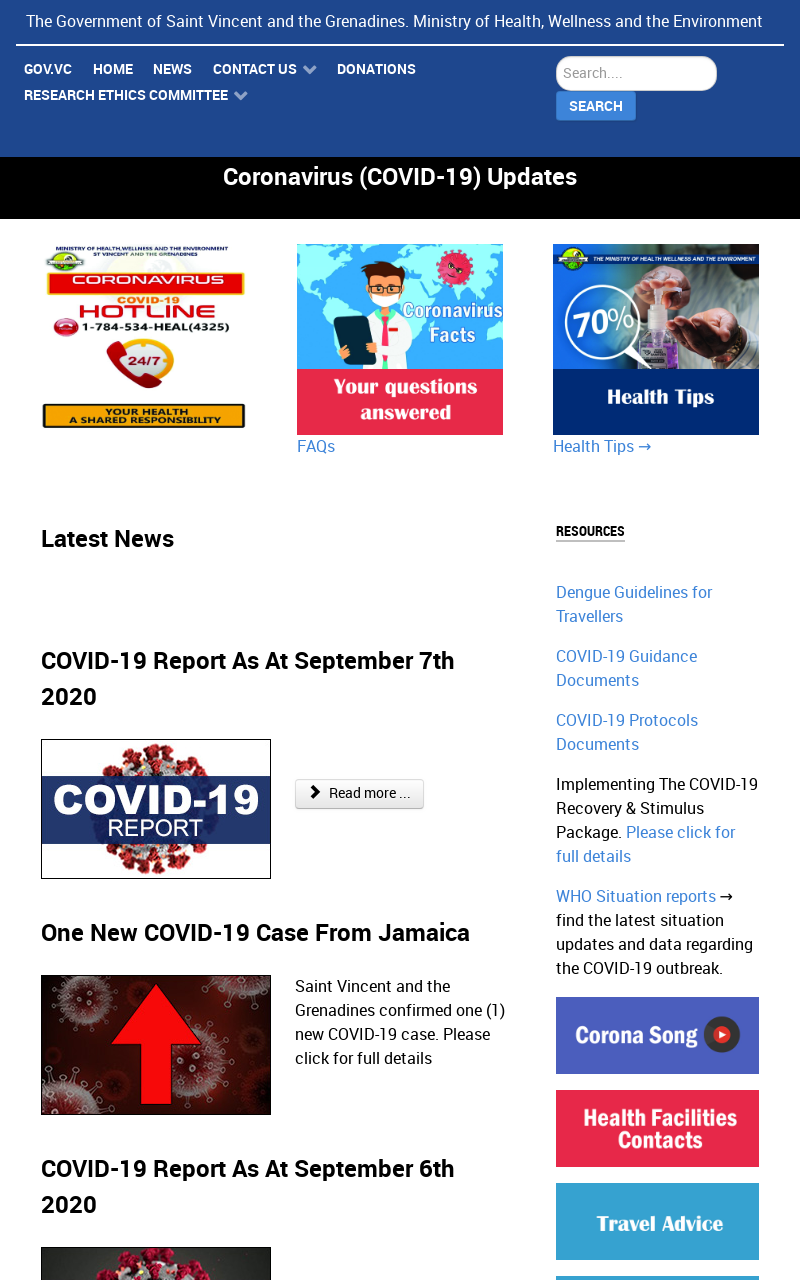 The Government of Saint Vincent and the Grenadines. Ministry of Health, Wellness and the Environment
GOV.VC HOME NEWS CONTACT US DONATIONS
RESEARCH ETHICS COMMITTEE
Search....
SEARCH
Coronavirus (COVID-19) Updates
MINISTRY OF HEALTH,WELLNESS AND THE ENVIRONMENT
ST VINCENT AND THE GRENADINES
CORONAVIRUS
COVID-19
HOTLINE
1-784-534-HEAL(4325)
24/7
YOUR HEALTH
A SHARED RESPONSIBILITY
Coronavirus
Facts
Your questions
answered
FAQs
THE MINISTRY OF HEALTH WELLNESS AND THE ENVIRONMENT
70%
Health Tips
Health Tips →
Latest News
COVID-19 Report As At September 7th
2020
COVID-19
REPORT
Read more ...
One New COVID-19 Case From Jamaica
Saint Vincent and the
Grenadines confirmed one (1)
new COVID-19 case. Please
click for full details
COVID-19 Report As At September 6th
2020
RESOURCES
Dengue Guidelines for
Travellers
COVID-19 Guidance
Documents
COVID-19 Protocols
Documents
Implementing The COVID-19
Recovery & Stimulus
Package. Please click for
full details
WHO Situation reports →
find the latest situation
updates and data regarding
the COVID-19 outbreak.
Corona Song
Health Facilities
Contacts
Travel Advice